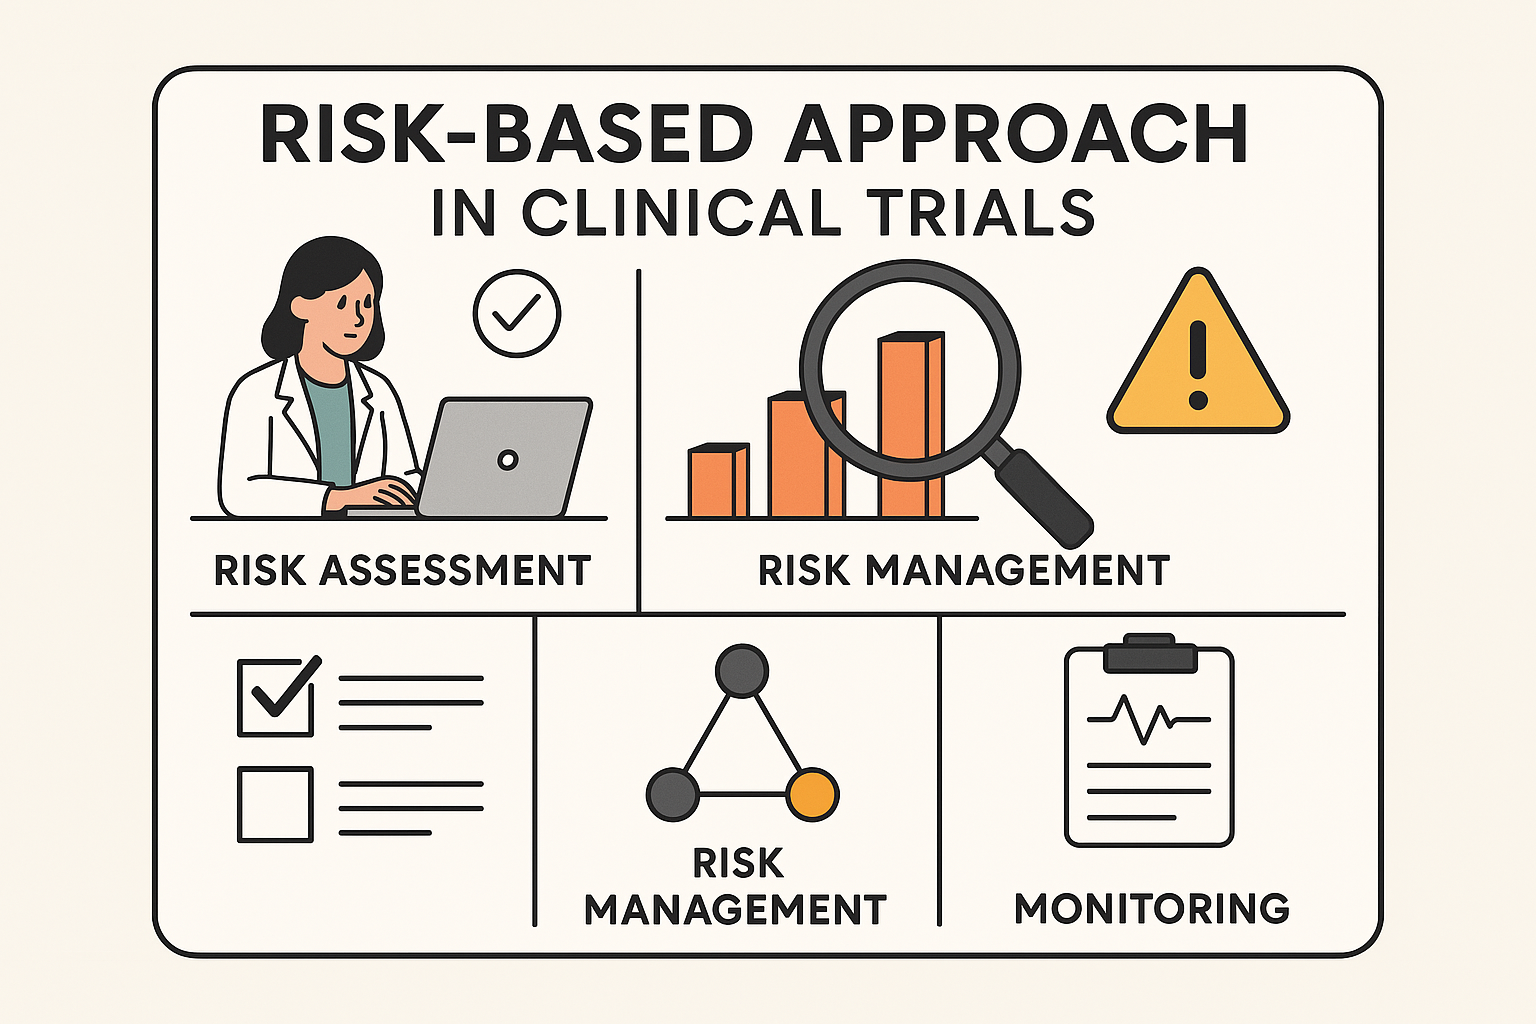 RISK-BASED APPROACH
IN CLINICAL TRIALS
RISK ASSESSMENT
RISK MANAGEMENT
RISK
MANAGEMENT
MONITORING